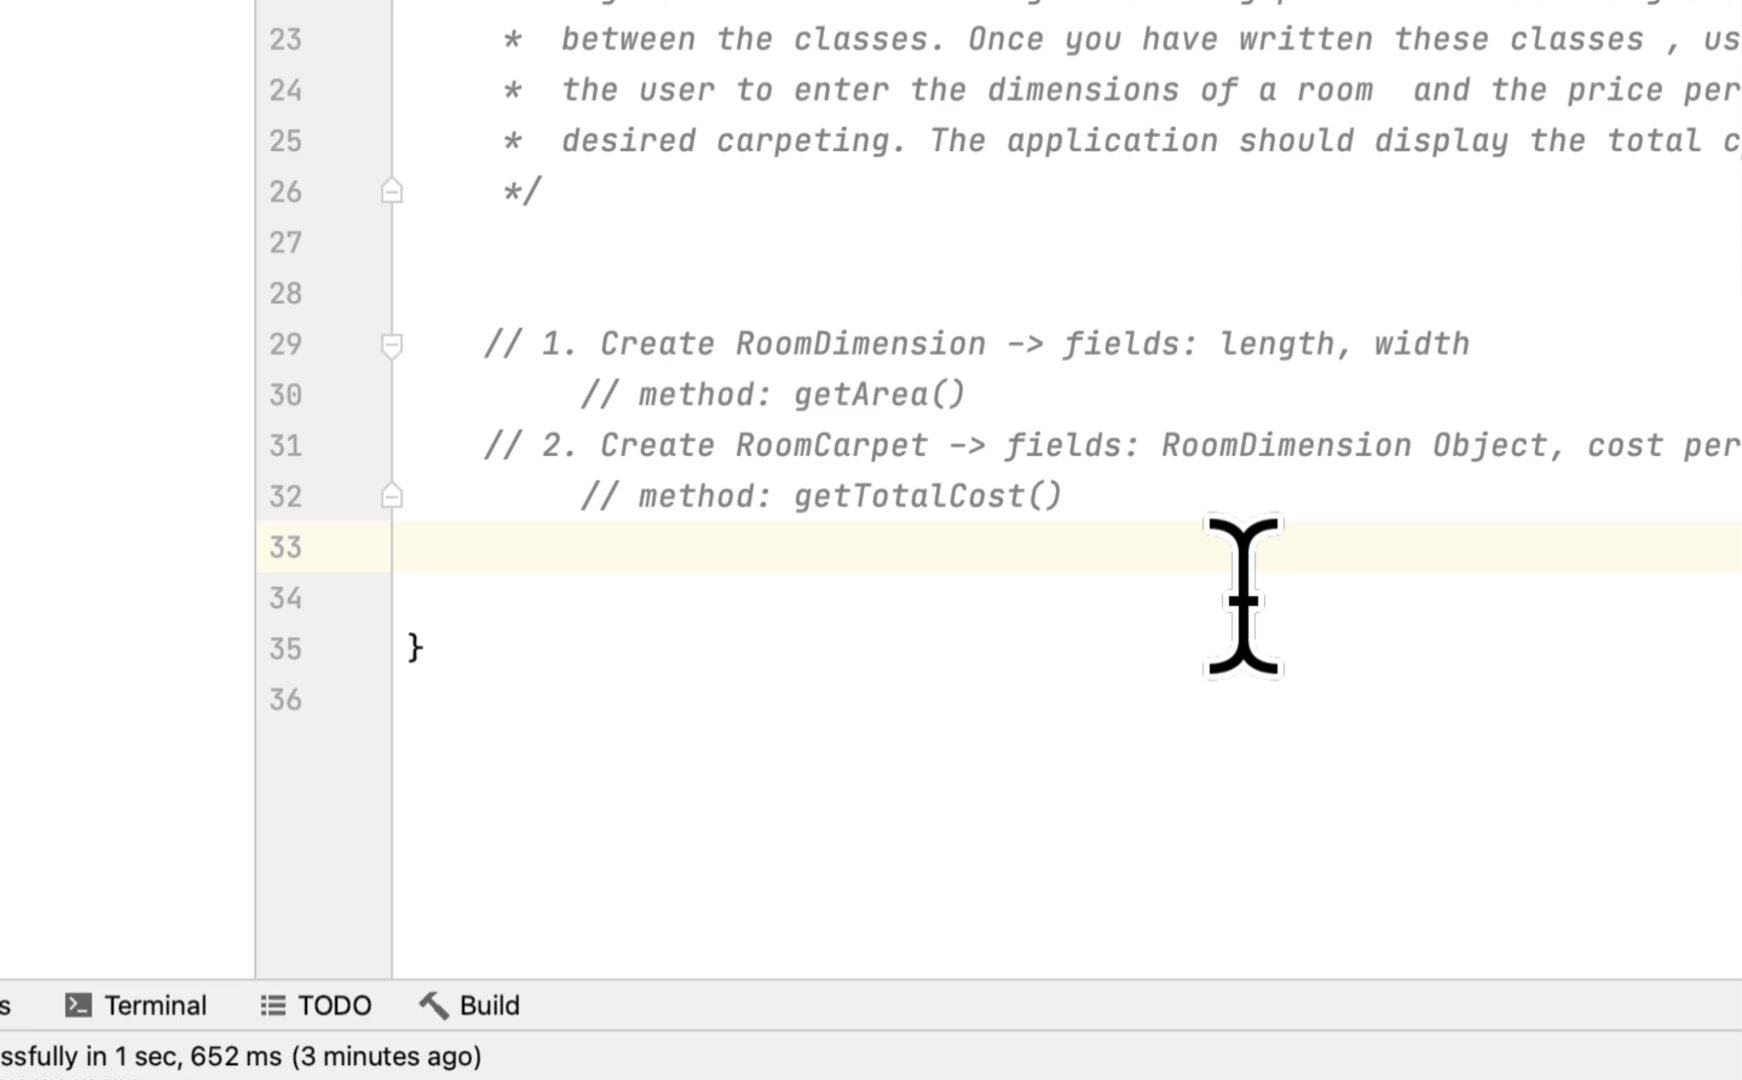 23 * between the classes. Once you have written these classes , us
24 * the user to enter the dimensions of a room  and the price per
25 * desired carpeting. The application should display the total c
26 */
27
28
29 // 1. Create RoomDimension -> fields: length, width
30 // method: getArea()
31 // 2. Create RoomCarpet -> fields: RoomDimension Object, cost per
32 // method: getTotalCost()
33
34
35 }
36
s Terminal TODO Build
ssfully in 1 sec, 652 ms (3 minutes ago)